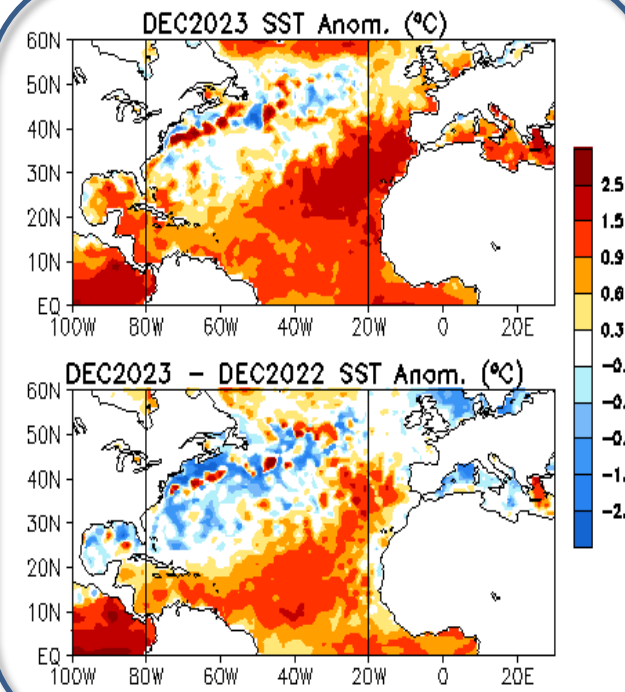 DEC2023 SST Anom. (ºC)
60N
50N
40N
30N
20N
10N
EQ
100W 80W 60W 40W 20W 0 20E
2.5
1.5
0.9
0.6
0.3
DEC2023 – DEC2022 SST Anom. (ºC)
60N
50N
40N
30N
20N
10N
EQ
100W 80W 60W 40W 20W 0 20E